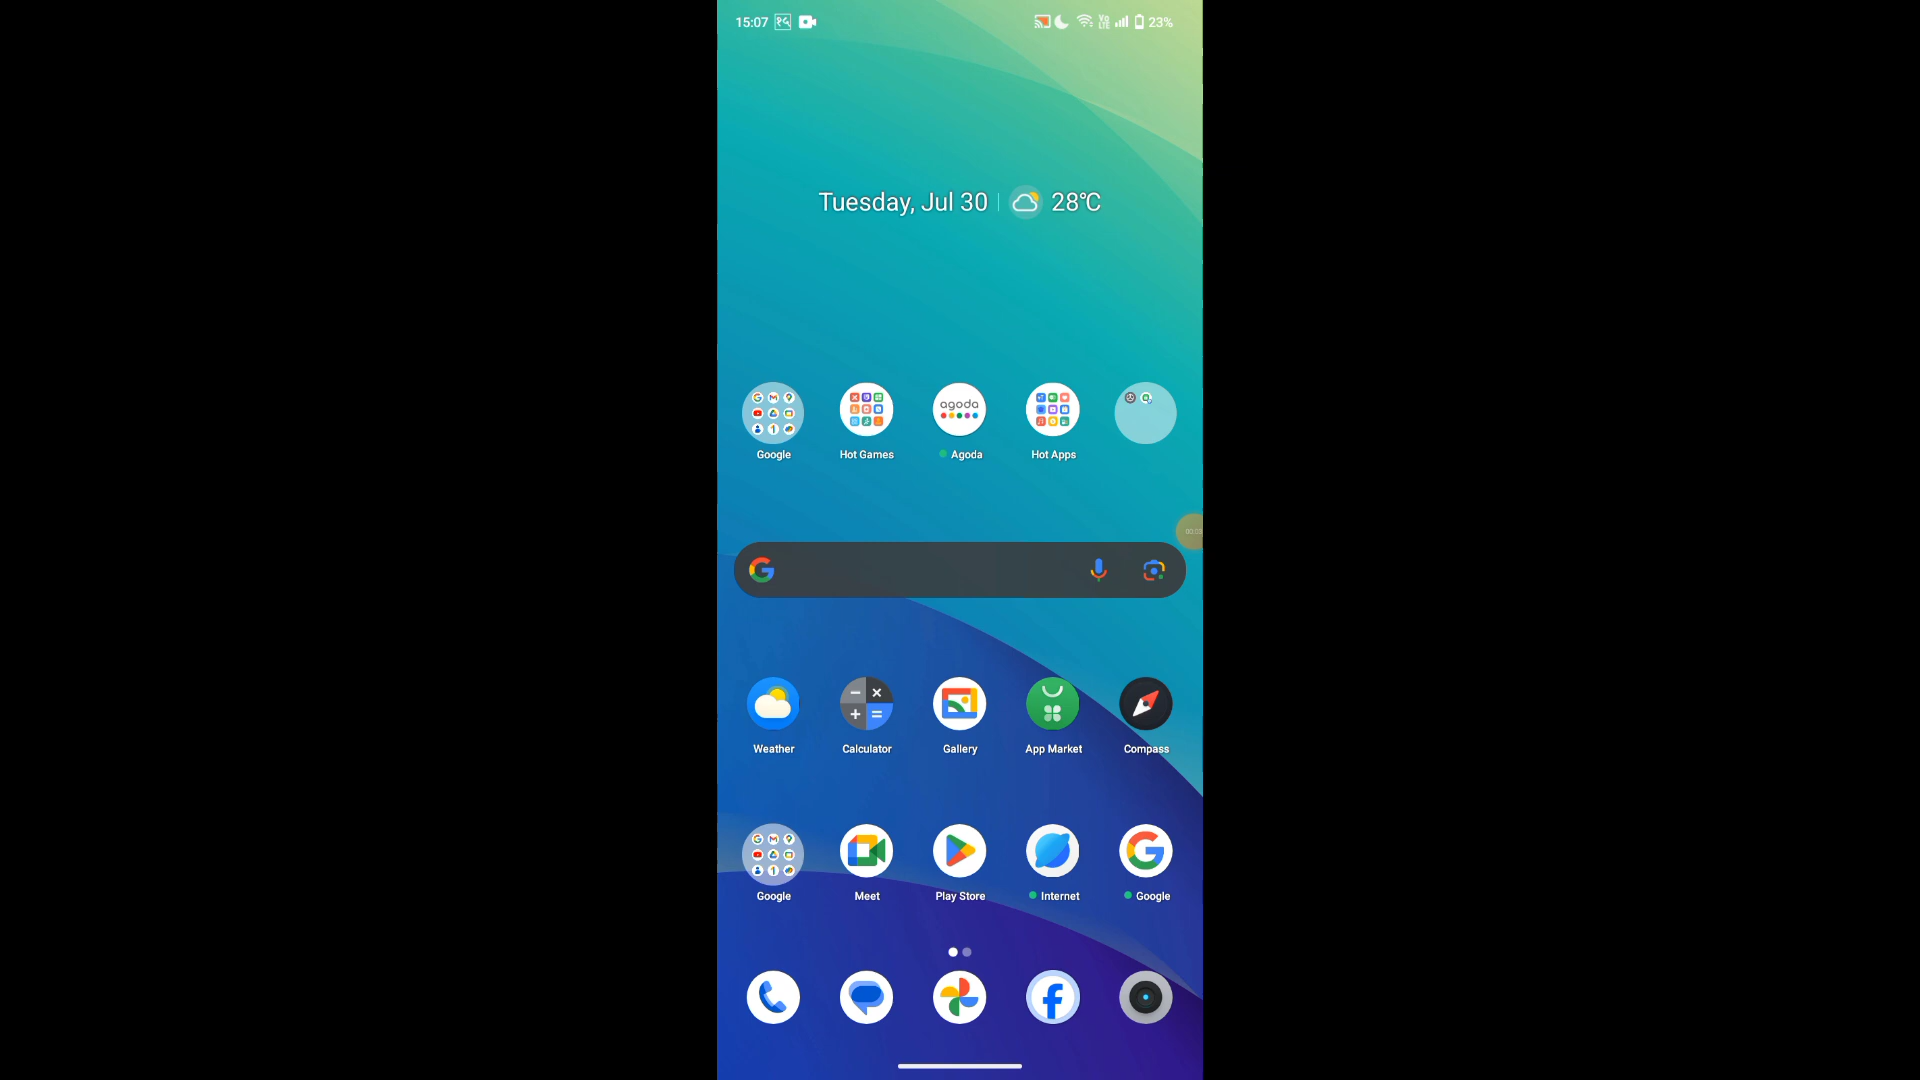 15:07 23%
Tuesday, Jul 30 28°C
agoda
Google Hot Games Agoda Hot Apps
Weather Calculator Gallery App Market Compass
Google Meet Play Store Internet Google